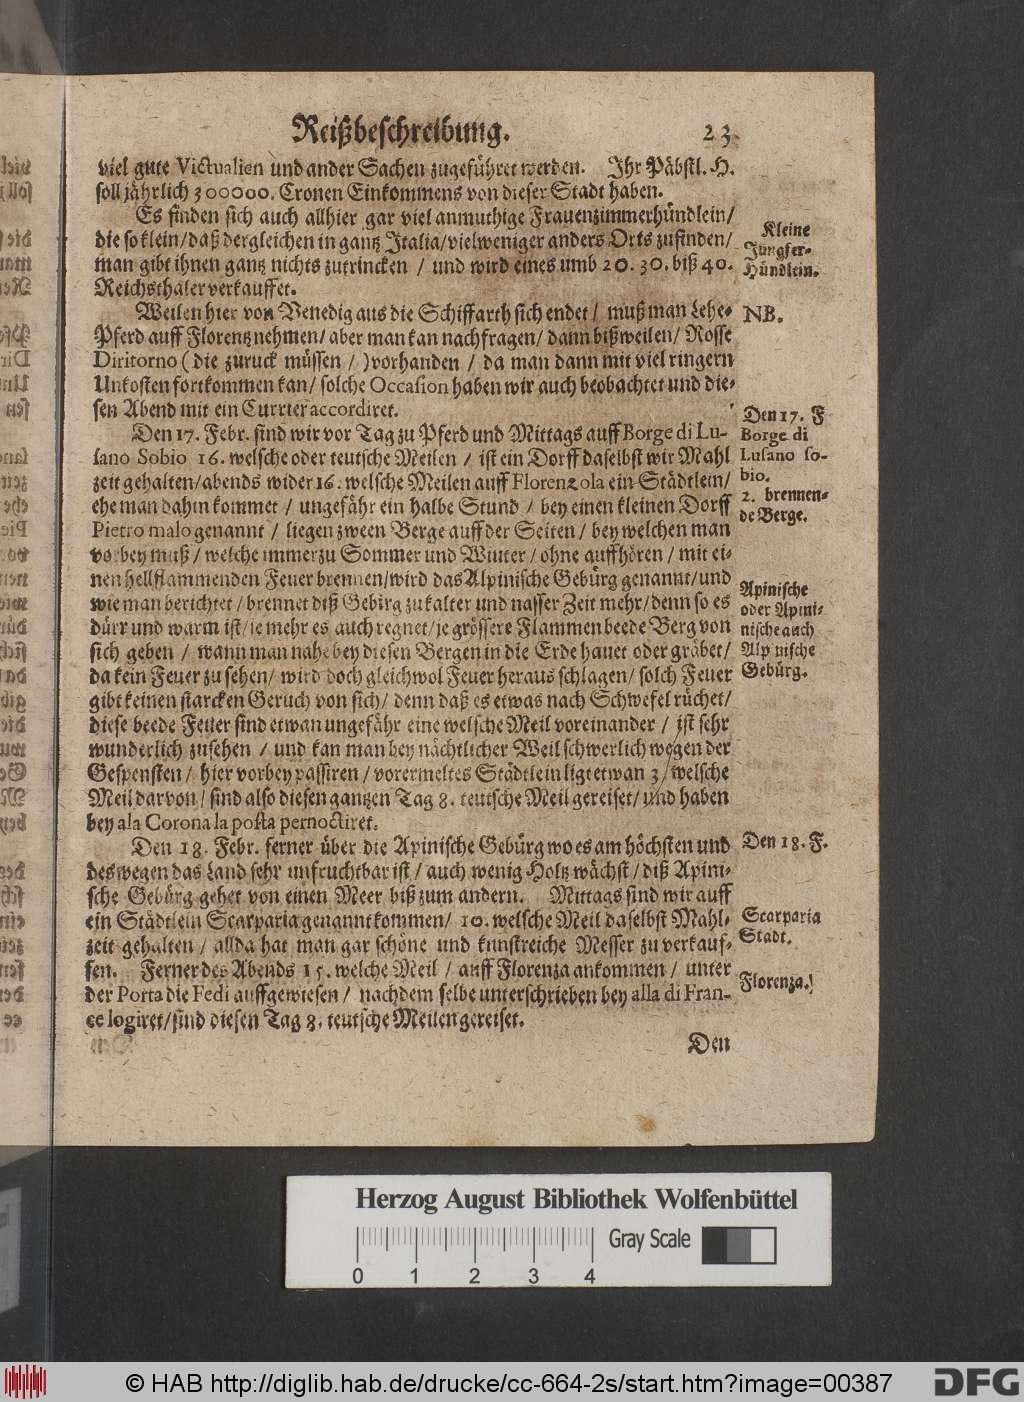 Reißbeschreibung. 23
viel gute Victualien und ander Sachen zugeführet werden. Ihr Päbstl. H.
soll jährlich 300000. Cronen Einkommens von dieser Stadt haben.
Es finden sich auch allhier gar viel anmuthige Frauenzimmerhündlein/
die so klein/ daß dergleichen in gantz Italia/ vielweniger anders Orts zufinden/
man gibt ihnen gantz nichts zutrincken / und wird eines umb 20. 30. biß 40.
Reichsthaler verkauffet.
Kleine
Jungfer-
Hündlein.
Weilen hier von Venedig aus die Schiffarth sich endet / muß man Lehe-
Pferd auff Florentz nehmen/ aber man kan nachfragen/ dann bißweilen/ Rosse
Diritorno ( die zuruck müssen / ) vorhanden / da man dann mit viel ringern
Unkosten fortkommen kan/ solche Occasion haben wir auch beobachtet und die-
sen Abend mit ein Currier accordiret.
NB.
Den 17. Febr. sind wir vor Tag zu Pferd und Mittags auff Borge di Lu-
sano Sobio 16. welsche oder teutsche Meilen / ist ein Dorff daselbst wir Mahl
zeit gehalten/ abends wider 16. welsche Meilen auff Florenzola ein Städtlein/
ehe man dahin kommet / ungefähr ein halbe Stund / bey einen kleinen Dorff
Pietro malo genannt / liegen zween Berge auff der Seiten / bey welchen man
vorbey muß / welche immerzu Sommer und Winter / ohne auffhören / mit ei-
nen hellflammenden Feuer brennen/ wird das Alpinische Gebürg genannt/ und
wie man berichtet / brennet diß Gebirg zu kalter und nasser Zeit mehr/ denn so es
dürr und warm ist/ je mehr es auch regnet/ je grössere Flammen beede Berg von
sich geben / wann man nahe bey diesen Bergen in die Erde hauet oder gräbet/
da kein Feuer zu sehen/ wird doch gleichwol Feuer heraus schlagen/ solch Feuer
gibt keinen starcken Geruch von sich/ denn daß es etwas nach Schwefel rüchet/
diese beede Feuer sind etwan ungefähr eine welsche Meil voreinander / ist sehr
wunderlich zusehen / und kan man bey nächtlicher Weil schwerlich wegen der
Gespensten/ hier vorbey passiren / vorermeltes Städtlein ligt etwan 3/ welsche
Meil darvon/ sind also diesen gantzen Tag 8. teutsche Meil gereiset/ und haben
bey ala Corona la posta pernoctiret.
Den 17. F
Borge di
Lusano so-
bio.
2. brennen-
de Berge.
Apinische
oder Apini-
nische auch
Alpinische
Gebürg.
Den 18. Febr. ferner über die Apinische Gebürg wo es am höchsten und
deswegen das Land sehr unfruchtbar ist / auch wenig Holtz wächst / diß Apini-
sche Gebürg gehet von einen Meer biß zum andern. Mittags sind wir auff
ein Städtlein Scarparia genannt kommen/ 10. welsche Meil daselbst Mahl-
zeit gehalten / allda hat man gar schöne und kunstreiche Messer zu verkauf-
fen. Ferner des Abends 15. welche Meil / auff Florenza ankommen / unter
der Porta die Fedi auffgewiesen / nachdem selbe unterschrieben bey alla di Fran-
ce logiret/ sind diesen Tag 8. teutsche Meilen gereiset.
Den 18. F.
Scarparia
Stadt.
Florenza.
Den
Herzog August Bibliothek Wolfenbüttel
Gray Scale
0 1 2 3 4
© HAB http://diglib.hab.de/drucke/cc-664-2s/start.htm?image=00387
DFG